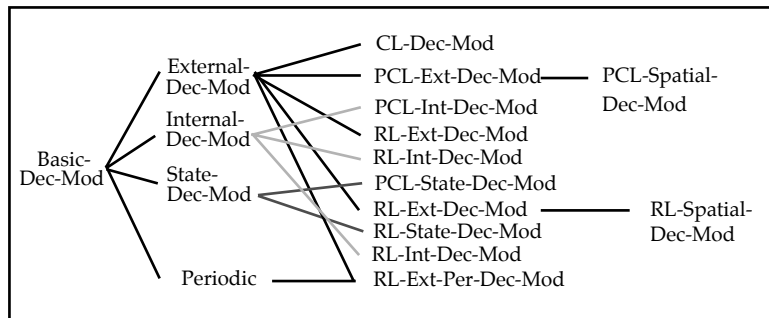 CL-Dec-Mod
External-
Dec-Mod
PCL-Ext-Dec-Mod
PCL-Spatial-
Dec-Mod
PCL-Int-Dec-Mod
Internal-
Dec-Mod
RL-Ext-Dec-Mod
Basic-
Dec-Mod
RL-Int-Dec-Mod
State-
Dec-Mod
PCL-State-Dec-Mod
RL-Ext-Dec-Mod
RL-Spatial-
Dec-Mod
RL-State-Dec-Mod
RL-Int-Dec-Mod
Periodic
RL-Ext-Per-Dec-Mod